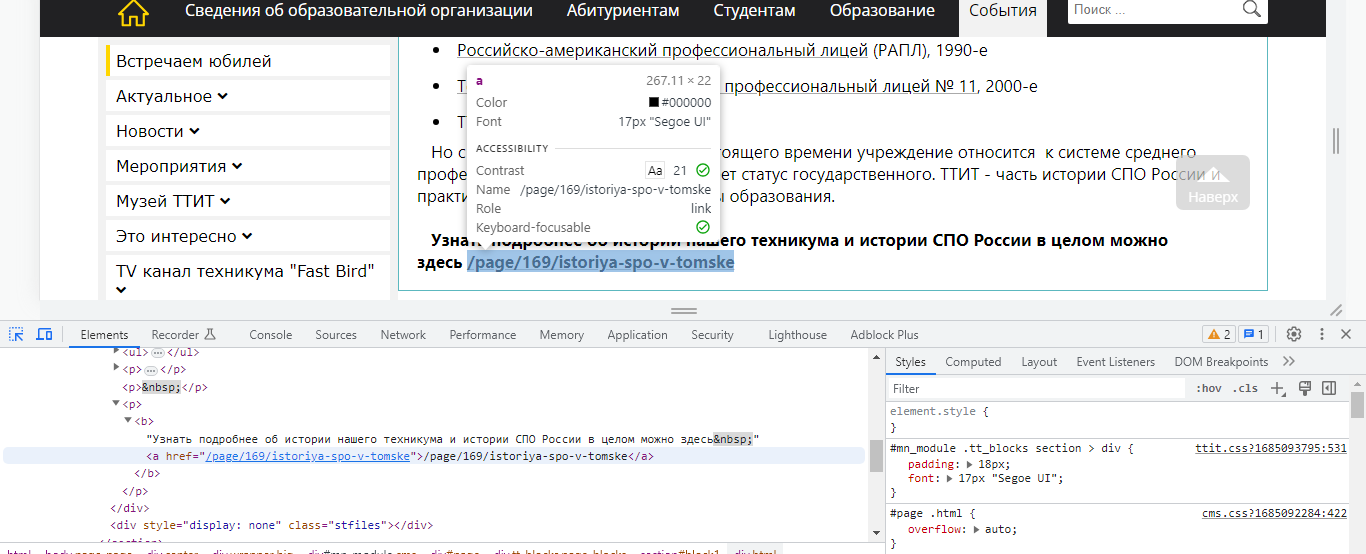 Сведения об образовательной организации Абитуриентам Студентам Образование События Поиск ...
Встречаем юбилей
Актуальное
Новости
Мероприятия
Музей ТТИТ
Это интересно
TV канал техникума "Fast Bird"
Российско-американский профессиональный лицей (РАПЛ), 1990-е
профессиональный лицей № 11, 2000-е
a 267.11 × 22
Color #000000
Font 17px "Segoe UI"
ACCESSIBILITY
Contrast Aa 21
Name /page/169/istoriya-spo-v-tomske
Role link
Keyboard-focusable
Но
времени учреждение относится к системе среднего
статус государственного. ТТИТ - часть истории СПО России и
образования.
Наверх
Узнать подробнее об истории нашего техникума и истории СПО России в целом можно
здесь /page/169/istoriya-spo-v-tomske
Elements Recorder Console Sources Network Performance Memory Application Security Lighthouse Adblock Plus 2 1
<ul> … </ul>
<p> … </p>
<p>&nbsp;</p>
<p>
<b>
"Узнать подробнее об истории нашего техникума и истории СПО России в целом можно здесь&nbsp;"
<a href="/page/169/istoriya-spo-v-tomske">/page/169/istoriya-spo-v-tomske</a>
</b>
</p>
</div>
<div style="display: none" class="stfiles"></div>
Styles Computed Layout Event Listeners DOM Breakpoints
Filter :hov .cls
element.style {
}
#mn_module .tt_blocks section > div { ttit.css?1685093795:531
padding: 18px;
font: 17px "Segoe UI";
}
#page .html { cms.css?1685092284:422
overflow: auto;
}